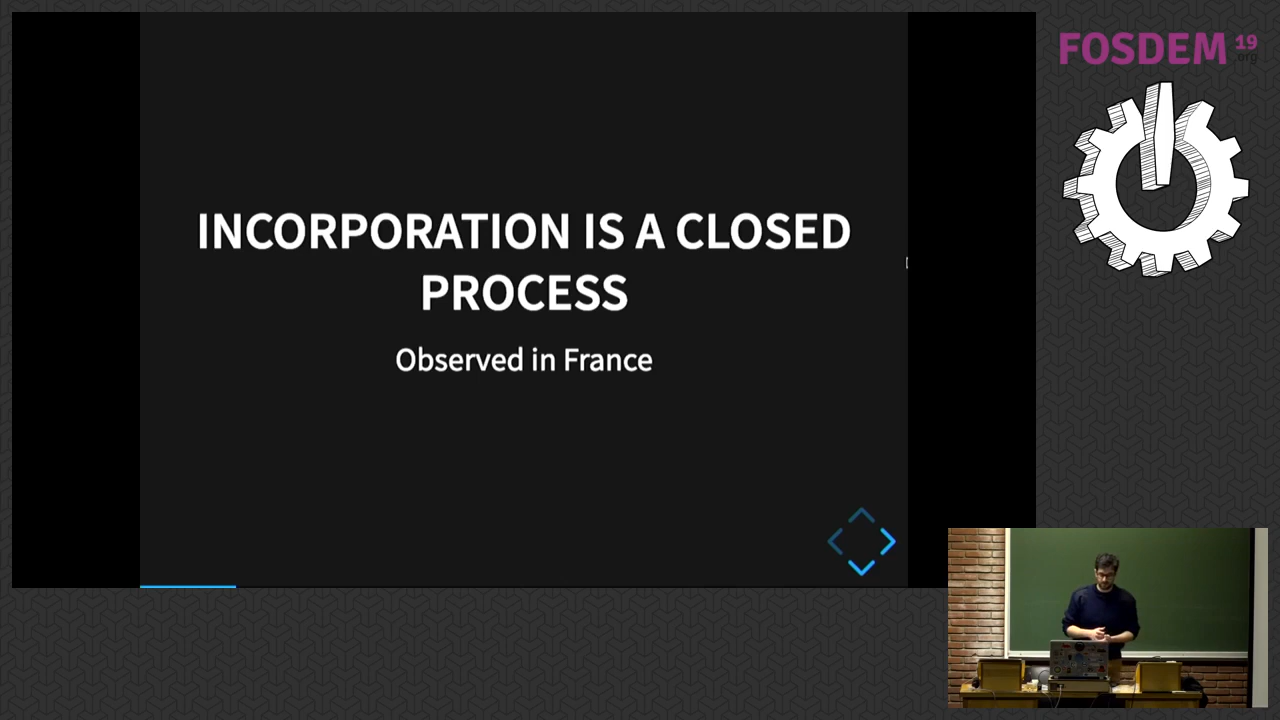 INCORPORATION IS A CLOSED
PROCESS
Observed in France
FOSDEM 19
.org